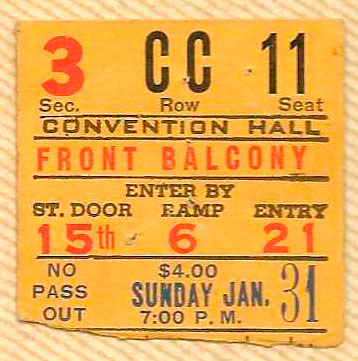 3 CC 11
Sec. Row Seat
CONVENTION HALL
FRONT BALCONY
ENTER BY
ST. DOOR RAMP ENTRY
15th 6 21
NO PASS OUT
$4.00
SUNDAY JAN. 31
7:00 P. M.